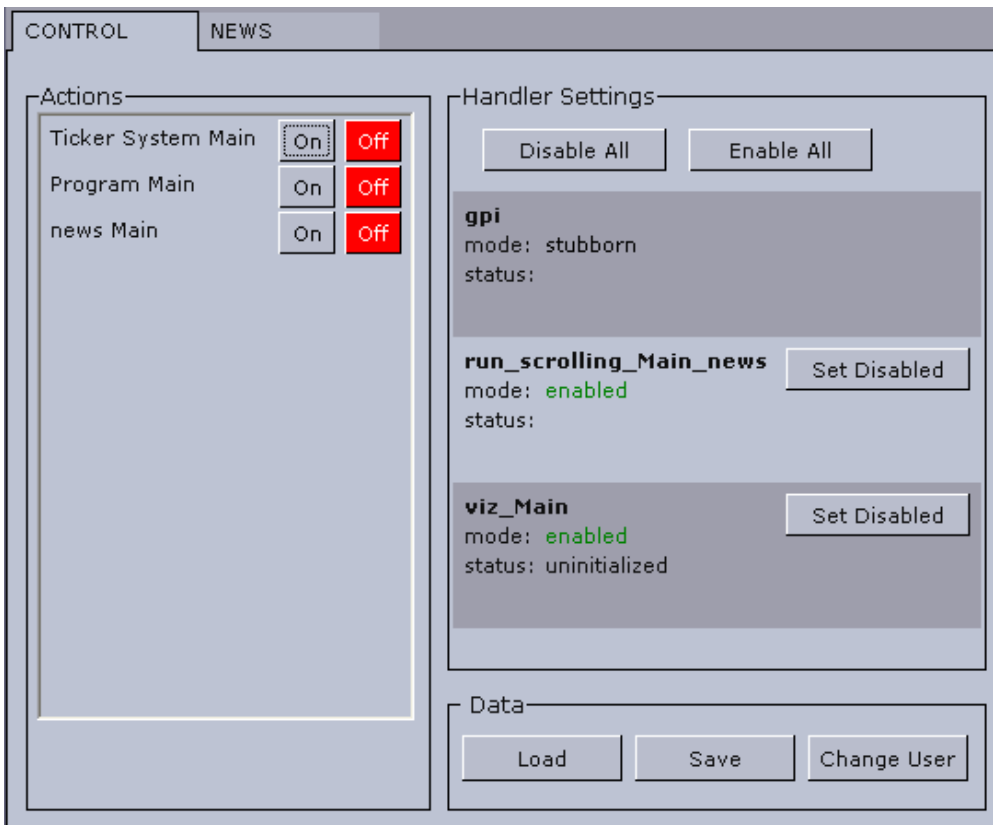 CONTROL NEWS
Actions
Ticker System Main On Off
Program Main On Off
news Main On Off
Handler Settings
Disable All Enable All
gpi
mode: stubborn
status:
run_scrolling_Main_news Set Disabled
mode: enabled
status:
viz_Main Set Disabled
mode: enabled
status: uninitialized
Data
Load Save Change User